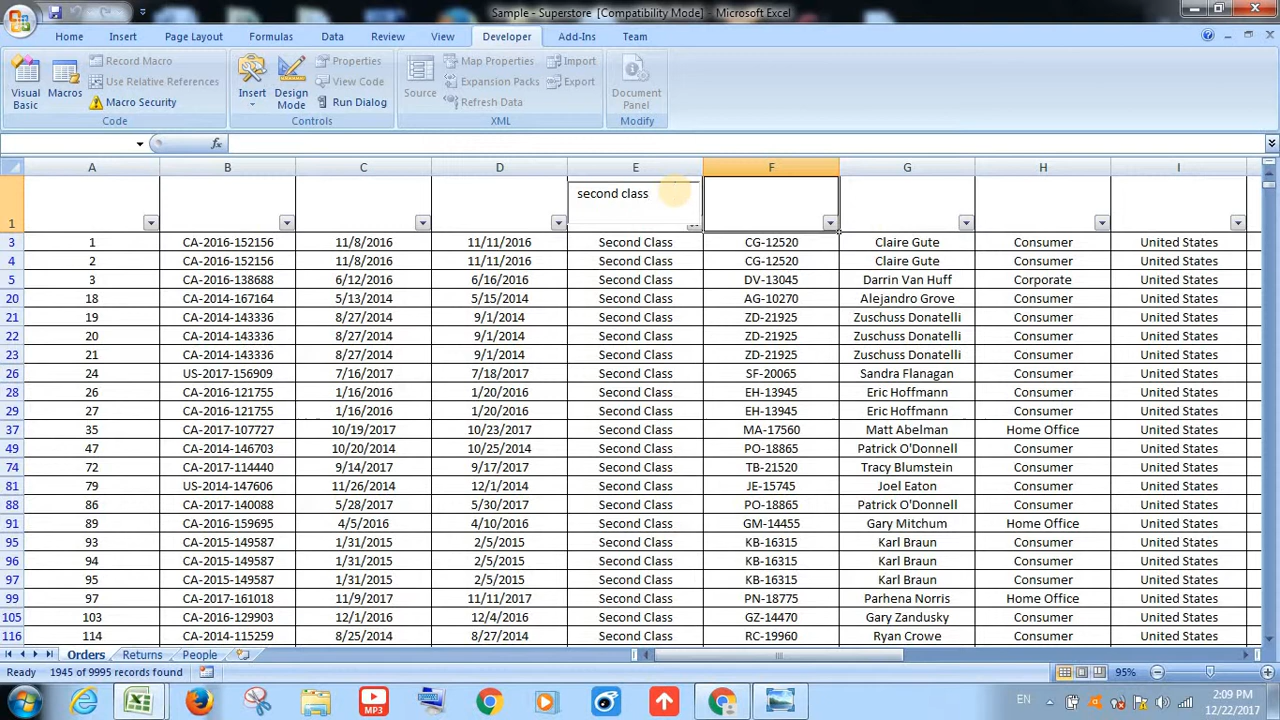 Sample - Superstore [Compatibility Mode] - Microsoft Excel
Home Insert Page Layout Formulas Data Review View Developer Add-Ins Team
Visual Basic
Macros
Record Macro
Use Relative References
Macro Security
Code
Insert
Design Mode
Properties
View Code
Run Dialog
Controls
Source
Map Properties
Expansion Packs
Refresh Data
Import
Export
XML
Document Panel
Modify
fx
A B C D E F G H I
second class
1
3 1 CA-2016-152156 11/8/2016 11/11/2016 Second Class CG-12520 Claire Gute Consumer United States
4 2 CA-2016-152156 11/8/2016 11/11/2016 Second Class CG-12520 Claire Gute Consumer United States
5 3 CA-2016-138688 6/12/2016 6/16/2016 Second Class DV-13045 Darrin Van Huff Corporate United States
20 18 CA-2014-167164 5/13/2014 5/15/2014 Second Class AG-10270 Alejandro Grove Consumer United States
21 19 CA-2014-143336 8/27/2014 9/1/2014 Second Class ZD-21925 Zuschuss Donatelli Consumer United States
22 20 CA-2014-143336 8/27/2014 9/1/2014 Second Class ZD-21925 Zuschuss Donatelli Consumer United States
23 21 CA-2014-143336 8/27/2014 9/1/2014 Second Class ZD-21925 Zuschuss Donatelli Consumer United States
26 24 US-2017-156909 7/16/2017 7/18/2017 Second Class SF-20065 Sandra Flanagan Consumer United States
28 26 CA-2016-121755 1/16/2016 1/20/2016 Second Class EH-13945 Eric Hoffmann Consumer United States
29 27 CA-2016-121755 1/16/2016 1/20/2016 Second Class EH-13945 Eric Hoffmann Consumer United States
37 35 CA-2017-107727 10/19/2017 10/23/2017 Second Class MA-17560 Matt Abelman Home Office United States
49 47 CA-2014-146703 10/20/2014 10/25/2014 Second Class PO-18865 Patrick O'Donnell Consumer United States
74 72 CA-2017-114440 9/14/2017 9/17/2017 Second Class TB-21520 Tracy Blumstein Consumer United States
81 79 US-2014-147606 11/26/2014 12/1/2014 Second Class JE-15745 Joel Eaton Consumer United States
90 88 CA-2017-140088 5/28/2017 5/30/2017 Second Class PO-18865 Patrick O'Donnell Consumer United States
91 89 CA-2016-159695 4/5/2016 4/10/2016 Second Class GM-14455 Gary Mitchum Home Office United States
95 93 CA-2015-149587 1/31/2015 2/5/2015 Second Class KB-16315 Karl Braun Consumer United States
96 94 CA-2015-149587 1/31/2015 2/5/2015 Second Class KB-16315 Karl Braun Consumer United States
97 95 CA-2015-149587 1/31/2015 2/5/2015 Second Class KB-16315 Karl Braun Consumer United States
99 97 CA-2017-161018 11/9/2017 11/11/2017 Second Class PN-18775 Parhena Norris Home Office United States
105 103 CA-2016-129903 12/1/2016 12/4/2016 Second Class GZ-14470 Gary Zandusky Consumer United States
116 114 CA-2014-115259 8/25/2014 8/27/2014 Second Class RC-19960 Ryan Crowe Consumer United States
Orders Returns People
Ready 1945 of 9995 records found 95%
MP3
EN
2:09 PM
12/22/2017